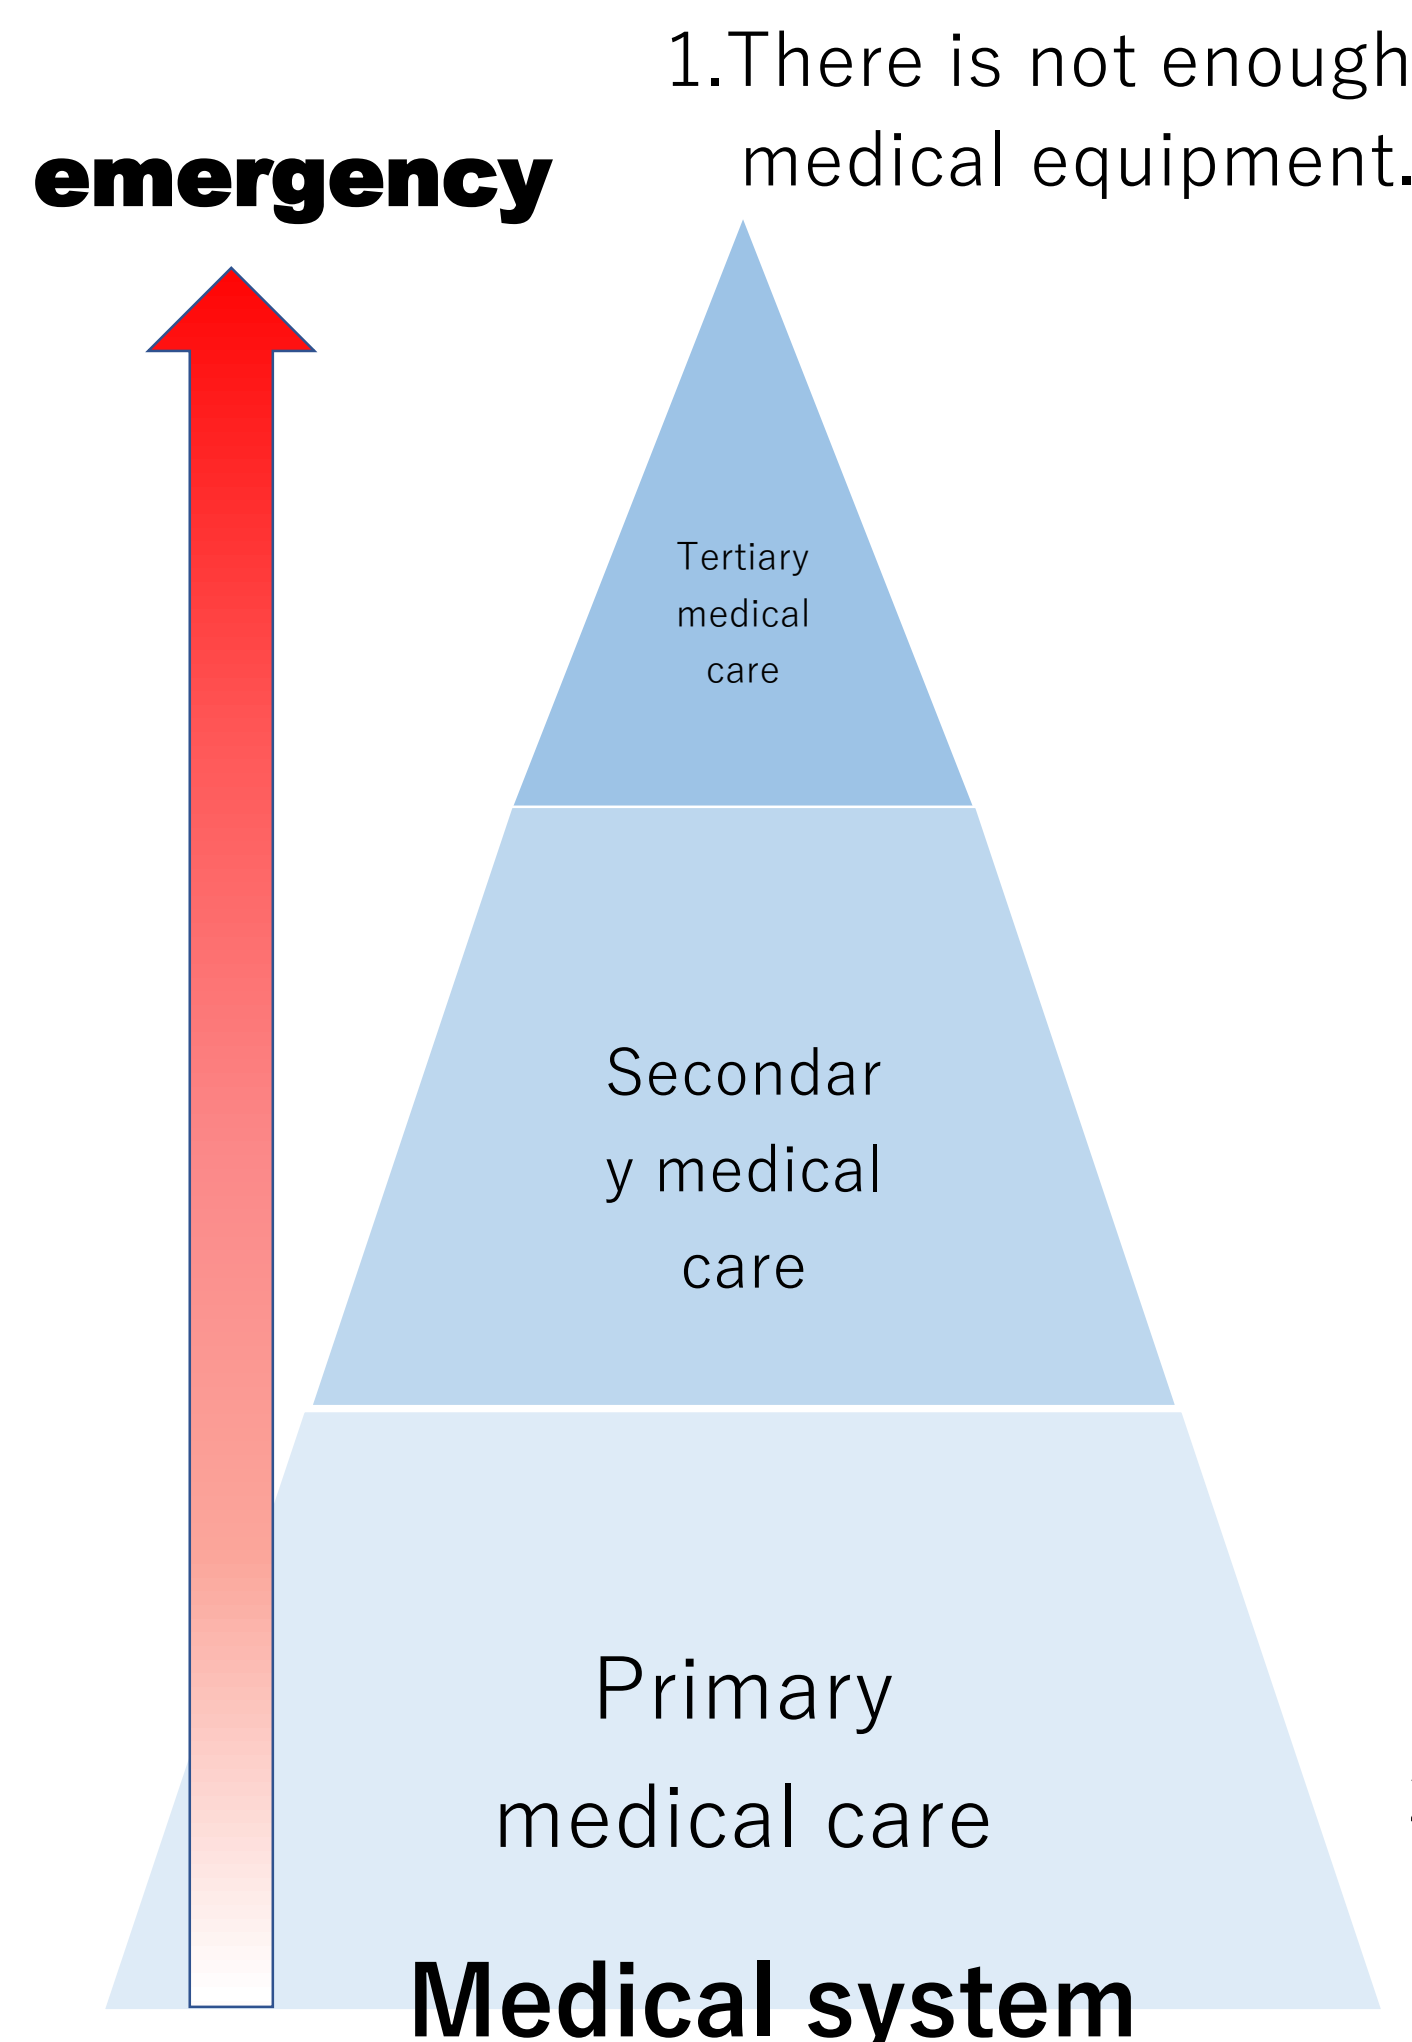 1.There is not enough
medical equipment.
emergency
Tertiary
medical
care
Secondar
y medical
care
Primary
medical care
Medical system